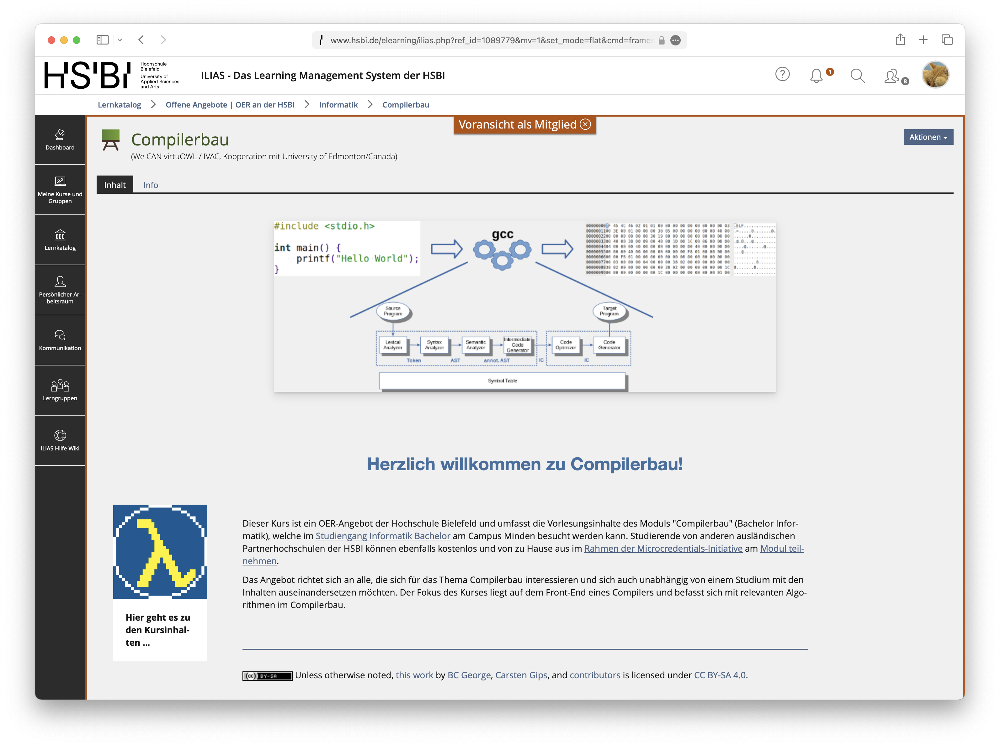 www.hsbi.de/elearning/ilias.php?ref_id=1089779&mv=1&set_mode=flat&cmd=frames
HSBI
Hochschule
Bielefeld
University of
Applied Sciences
and Arts
ILIAS - Das Learning Management System der HSBI
1
8
Lernkatalog > Offene Angebote | OER an der HSBI > Informatik > Compilerbau
Voransicht als Mitglied
Dashboard
Meine Kurse und
Gruppen
Lernkatalog
Persönlicher Ar-
beitsraum
Kommunikation
Lerngruppen
ILIAS Hilfe Wiki
Compilerbau
Aktionen
(We CAN virtuOWL / IVAC, Kooperation mit University of Edmonton/Canada)
Inhalt Info
#include <stdio.h>
int main() {
printf("Hello World");
}
gcc
Source
Program
Target
Program
Lexical
Analyzer
Syntax
Analyzer
Semantic
Analyzer
Intermediate
Code
Generator
Code
Optimizer
Code
Generator
Token AST annot. AST IC IC
Symbol Table
Herzlich willkommen zu Compilerbau!
Hier geht es zu
den Kursinhal-
ten ...
Dieser Kurs ist ein OER-Angebot der Hochschule Bielefeld und umfasst die Vorlesungsinhalte des Moduls "Compilerbau" (Bachelor Infor-
matik), welche im Studiengang Informatik Bachelor am Campus Minden besucht werden kann. Studierende von anderen ausländischen
Partnerhochschulen der HSBI können ebenfalls kostenlos und von zu Hause aus im Rahmen der Microcredentials-Initiative am Modul teil-
nehmen.
Das Angebot richtet sich an alle, die sich für das Thema Compilerbau interessieren und sich auch unabhängig von einem Studium mit den
Inhalten auseinandersetzen möchten. Der Fokus des Kurses liegt auf dem Front-End eines Compilers und befasst sich mit relevanten Algo-
rithmen im Compilerbau.
cc BY-SA Unless otherwise noted, this work by BC George, Carsten Gips, and contributors is licensed under CC BY-SA 4.0.